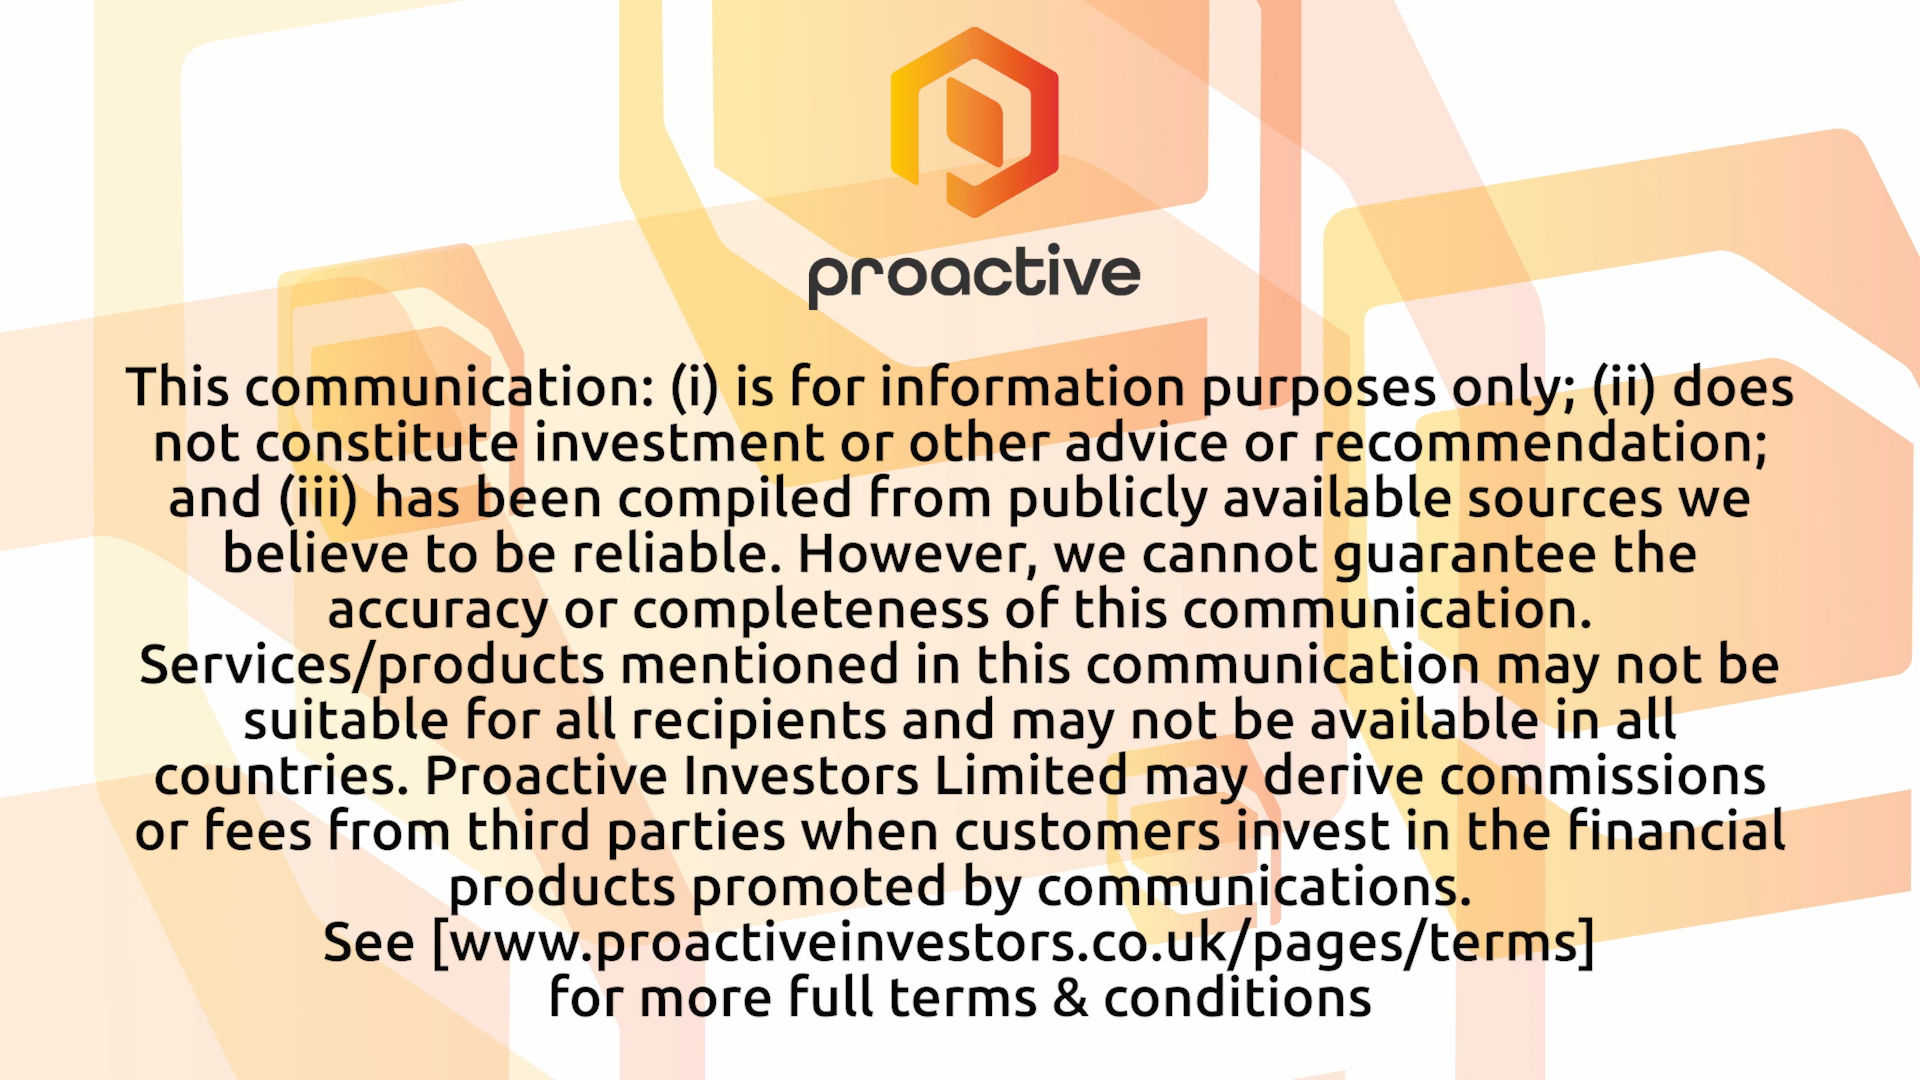 proactive
This communication: (i) is for information purposes only; (ii) does
not constitute investment or other advice or recommendation;
and (iii) has been compiled from publicly available sources we
believe to be reliable. However, we cannot guarantee the
accuracy or completeness of this communication.
Services/products mentioned in this communication may not be
suitable for all recipients and may not be available in all
countries. Proactive Investors Limited may derive commissions
or fees from third parties when customers invest in the financial
products promoted by communications.
See [www.proactiveinvestors.co.uk/pages/terms]
for more full terms & conditions